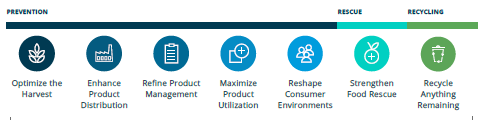 PREVENTION
RESCUE
RECYCLING
Optimize the
Harvest
Enhance
Product
Distribution
Refine Product
Management
Maximize
Product
Utilization
Reshape
Consumer
Environments
Strengthen
Food Rescue
Recycle
Anything
Remaining